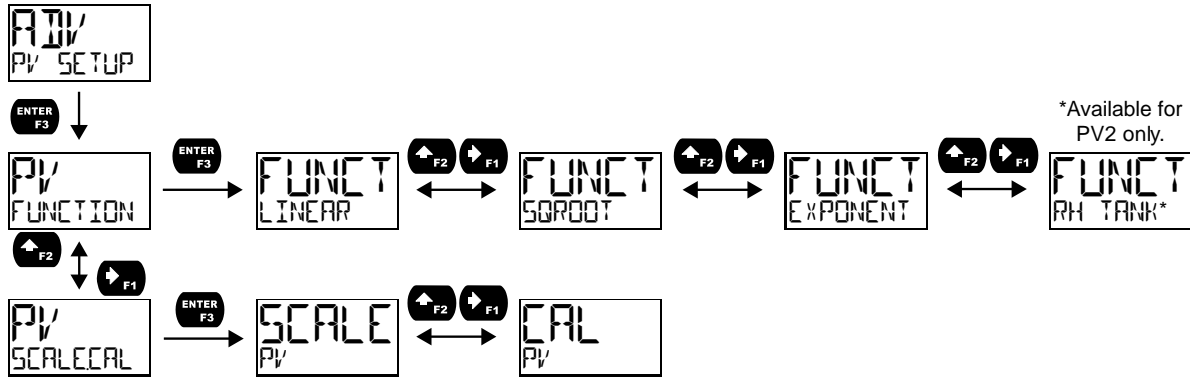 ADV
PV SETUP
ENTER
F3
*Available for
PV2 only.
ENTER
F3
F2
F1
F2
F1
F2
F1
PV
FUNCTION
FUNCT
LINEAR
FUNCT
SQROOT
FUNCT
EXPONENT
FUNCT
RH TANK*
F2
F1
ENTER
F3
F2
F1
PV
SCALECAL
SCALE
PV
CAL
PV